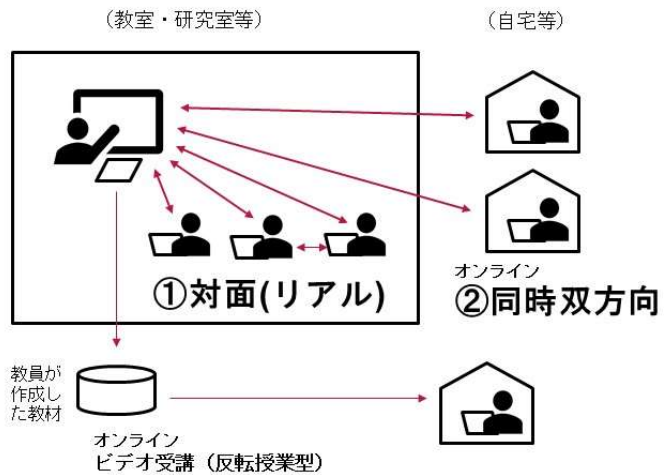 (教室・研究室等)
(自宅等)
①対面(リアル)
オンライン
②同時双方向
教員が
作成し
た教材
オンライン
ビデオ受講（反転授業型）